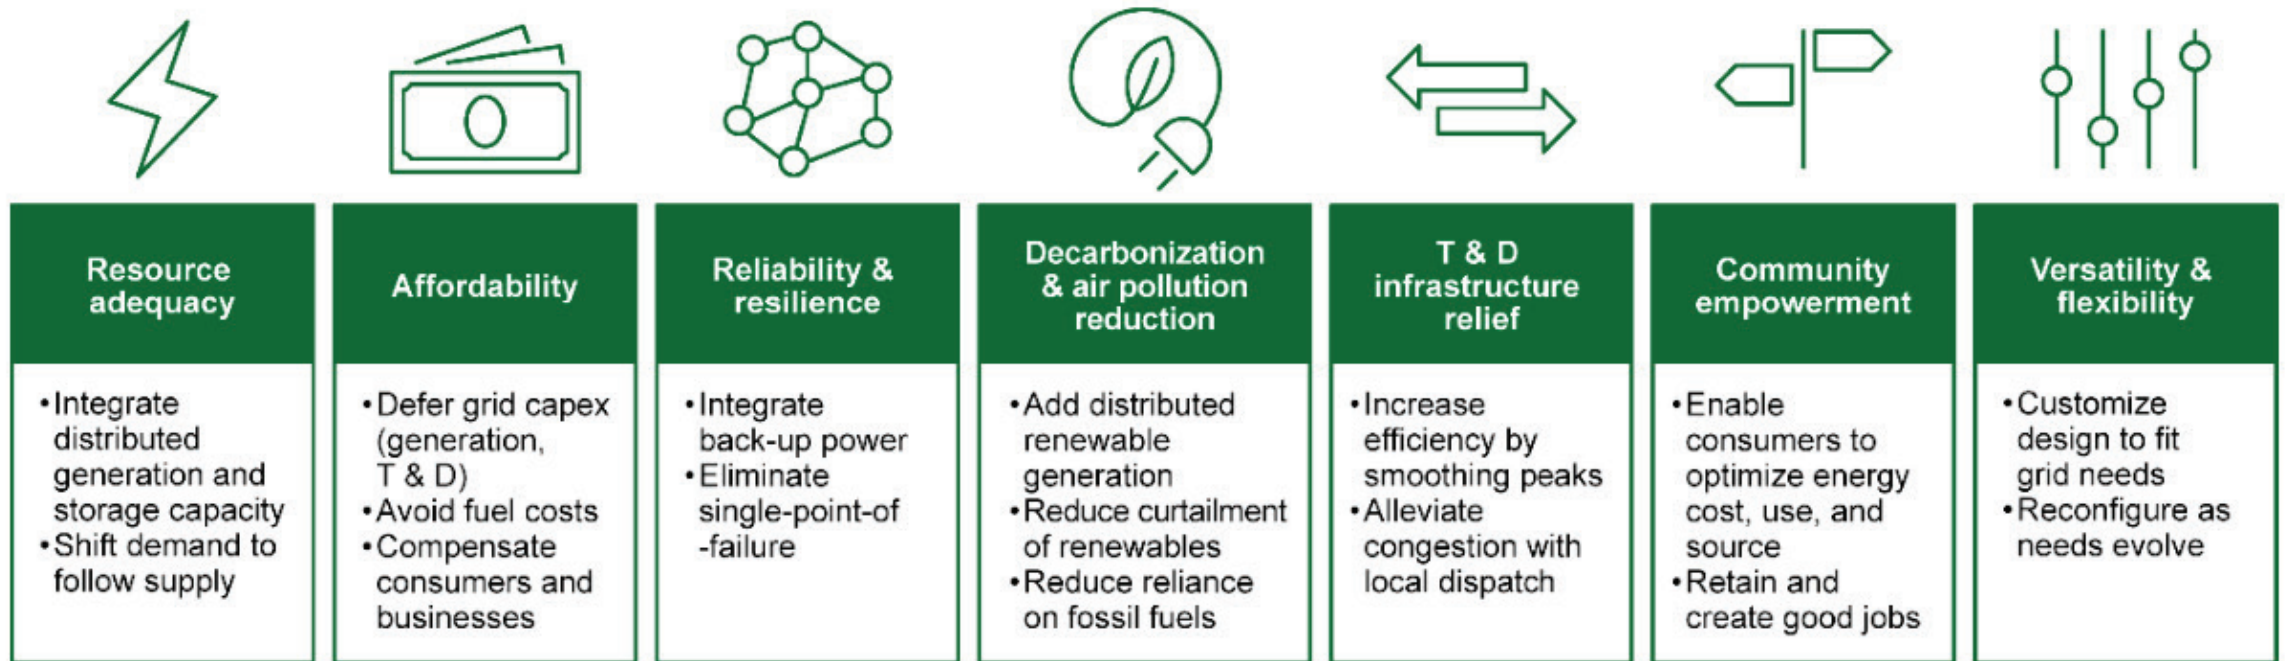 Resource
adequacy
•Integrate
distributed
generation and
storage capacity
•Shift demand to
follow supply
Affordability
•Defer grid capex
(generation,
T & D)
•Avoid fuel costs
•Compensate
consumers and
businesses
Reliability &
resilience
•Integrate
back-up power
•Eliminate
single-point-of
-failure
Decarbonization
& air pollution
reduction
•Add distributed
renewable
generation
•Reduce curtailment
of renewables
•Reduce reliance
on fossil fuels
T & D
infrastructure
relief
•Increase
efficiency by
smoothing peaks
•Alleviate
congestion with
local dispatch
Community
empowerment
•Enable
consumers to
optimize energy
cost, use, and
source
•Retain and
create good jobs
Versatility &
flexibility
•Customize
design to fit
grid needs
•Reconfigure as
needs evolve